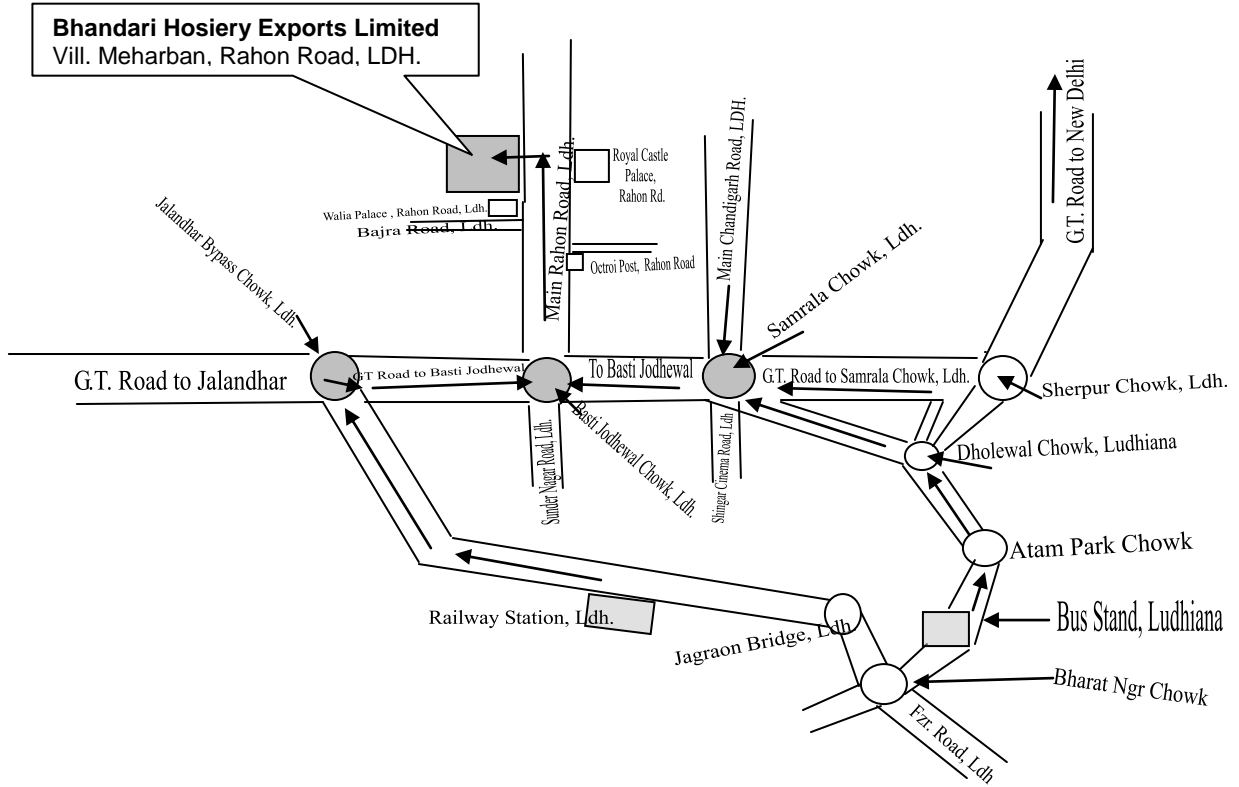 Bhandari Hosiery Exports Limited
Vill. Meharban, Rahon Road, LDH.
G.T. Road to New Delhi
Main Chandigarh Road, LDH.
Main Rahon Road, Ldh.
Royal Castle
Palace,
Rahon Rd.
Walia Palace , Rahon Road, Ldh.
Bajra Road, Ldh.
Jalandhar Bypass Chowk, Ldh.
Octroi Post, Rahon Road
Samrala Chowk, Ldh.
G.T. Road to Jalandhar
GT Road to Basti Jodhewal
To Basti Jodhewal
G.T. Road to Samrala Chowk, Ldh.
Sherpur Chowk, Ldh.
Sunder Nagar Road, Ldh.
Basti Jodhewal Chowk, Ldh.
Shingar Cinema Road, Ldh
Dholewal Chowk, Ludhiana
Atam Park Chowk
Railway Station, Ldh.
Jagraon Bridge, Ldh
Bus Stand, Ludhiana
Bharat Ngr Chowk
Fzr. Road, Ldh